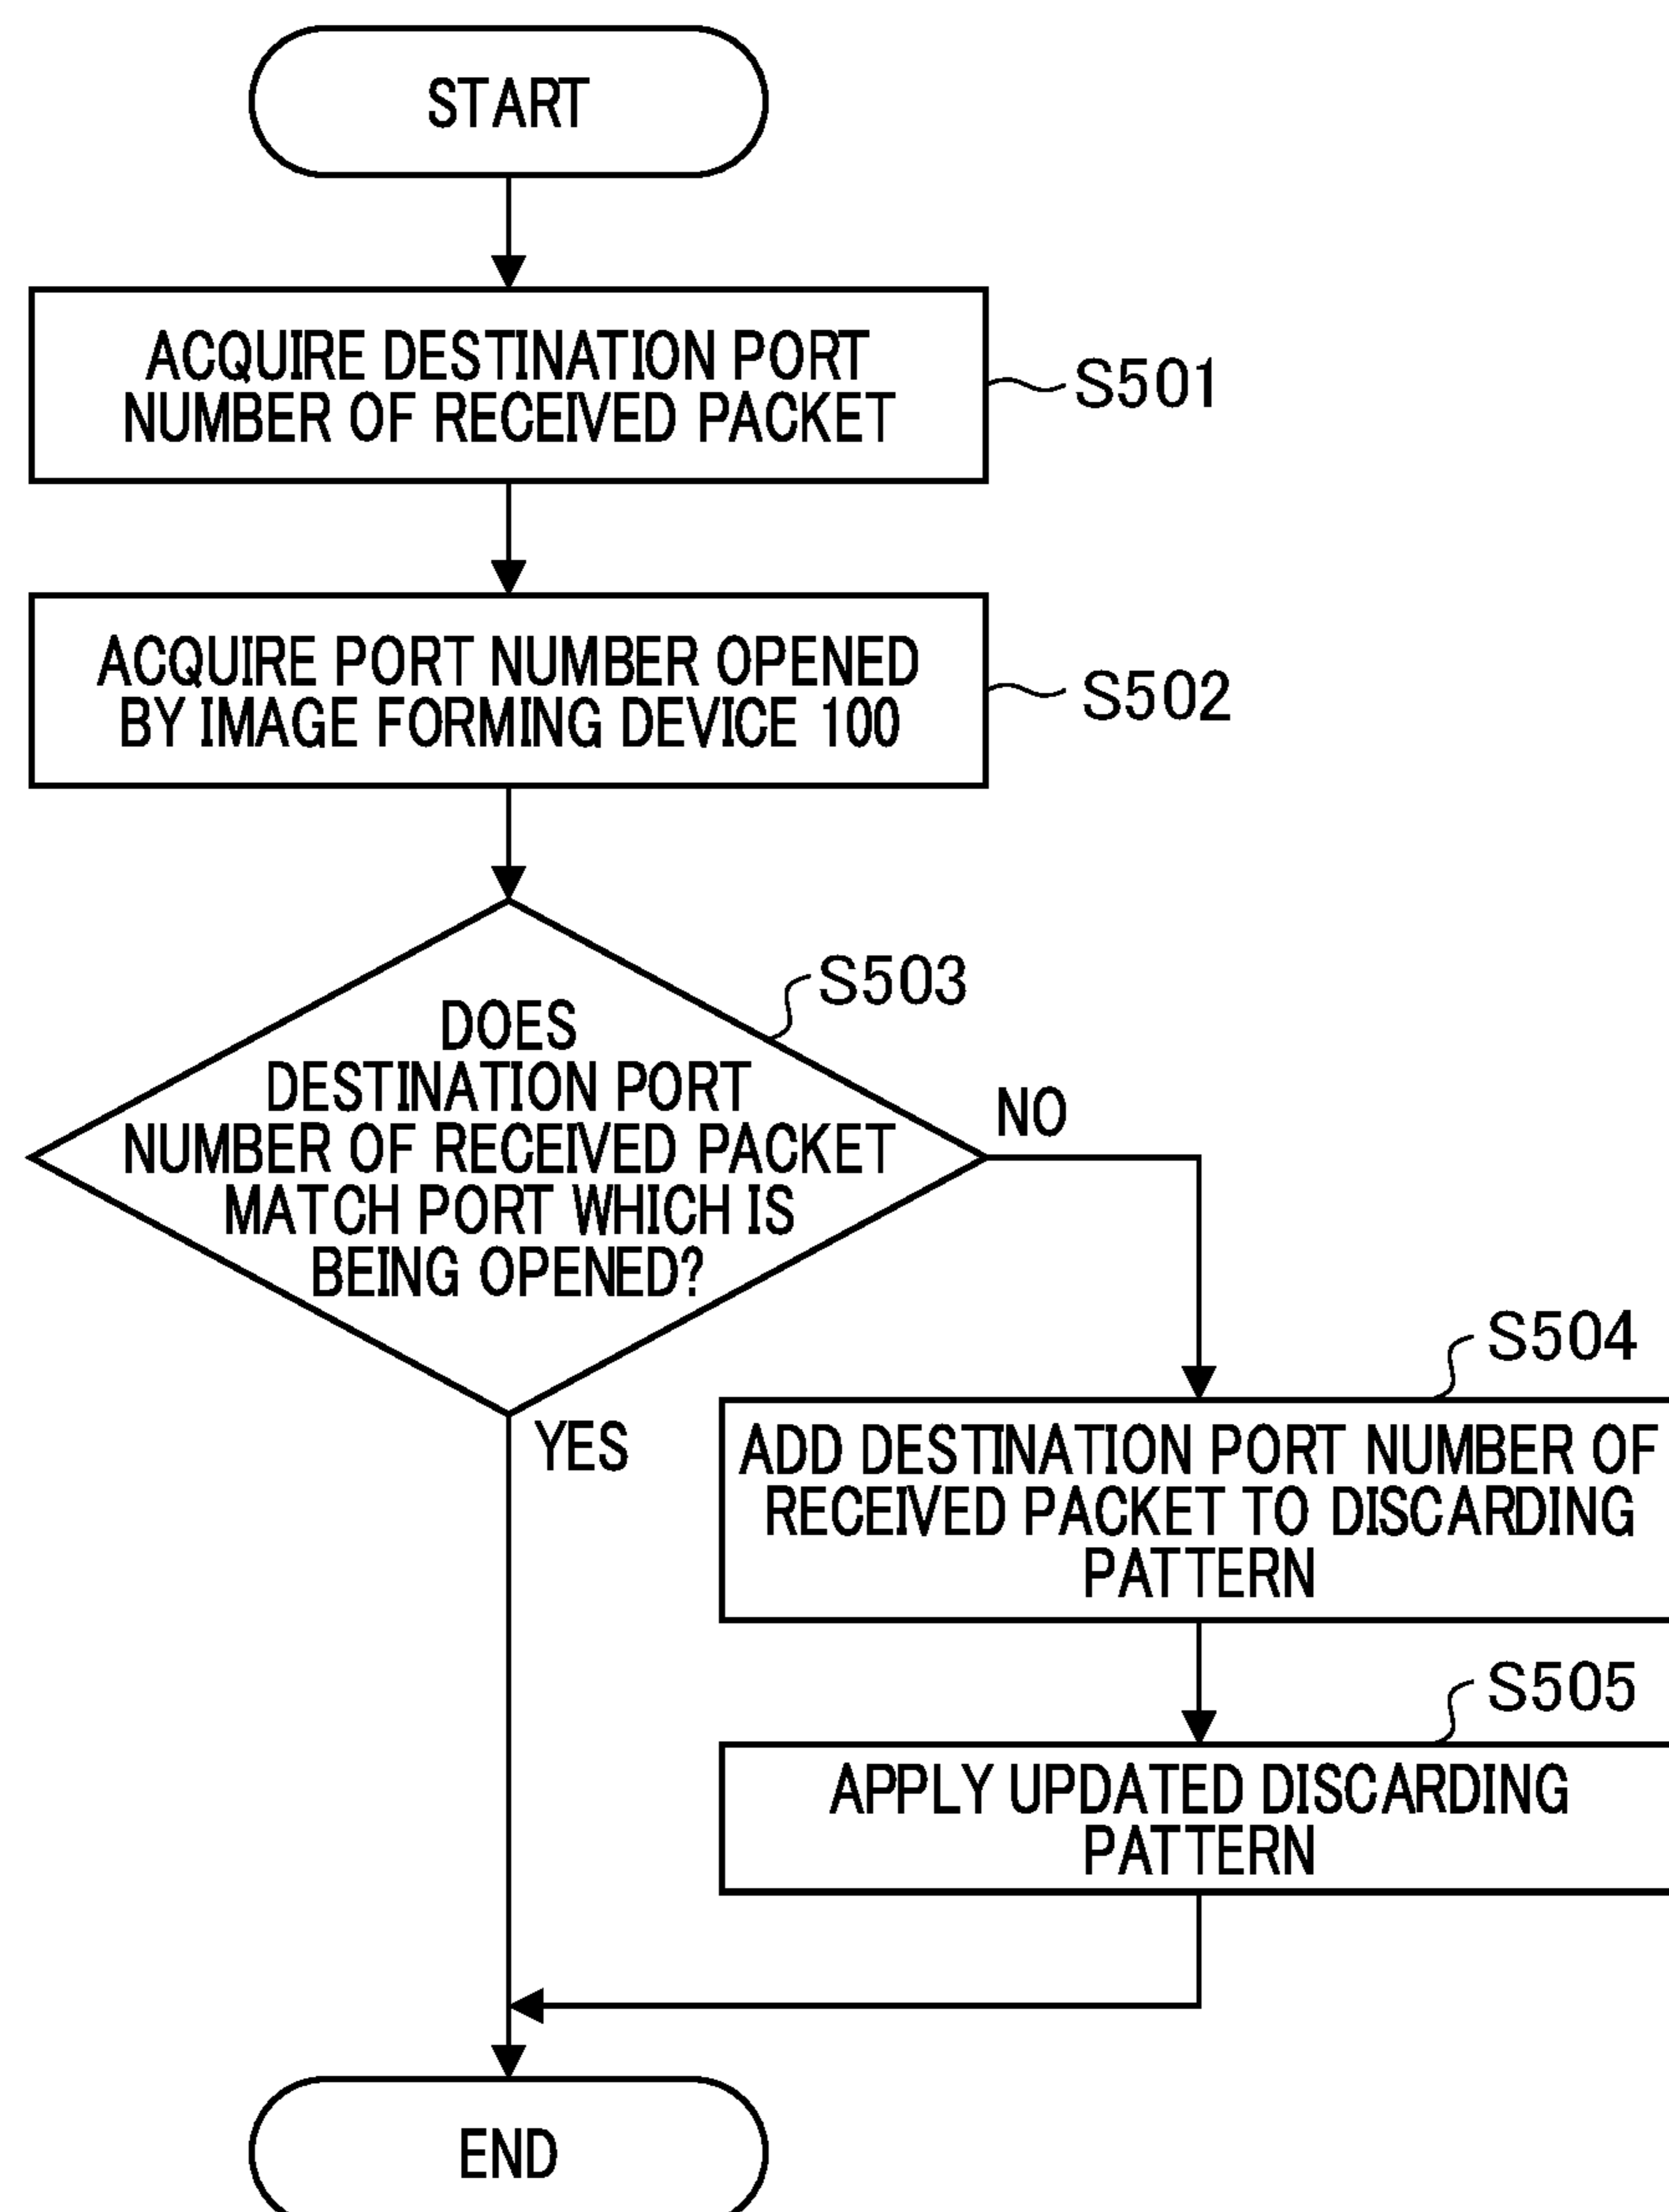 START
ACQUIRE DESTINATION PORT
NUMBER OF RECEIVED PACKET
S501
ACQUIRE PORT NUMBER OPENED
BY IMAGE FORMING DEVICE 100
S502
S503
DOES
DESTINATION PORT
NUMBER OF RECEIVED PACKET
MATCH PORT WHICH IS
BEING OPENED?
NO
YES
S504
ADD DESTINATION PORT NUMBER OF
RECEIVED PACKET TO DISCARDING
PATTERN
S505
APPLY UPDATED DISCARDING
PATTERN
END